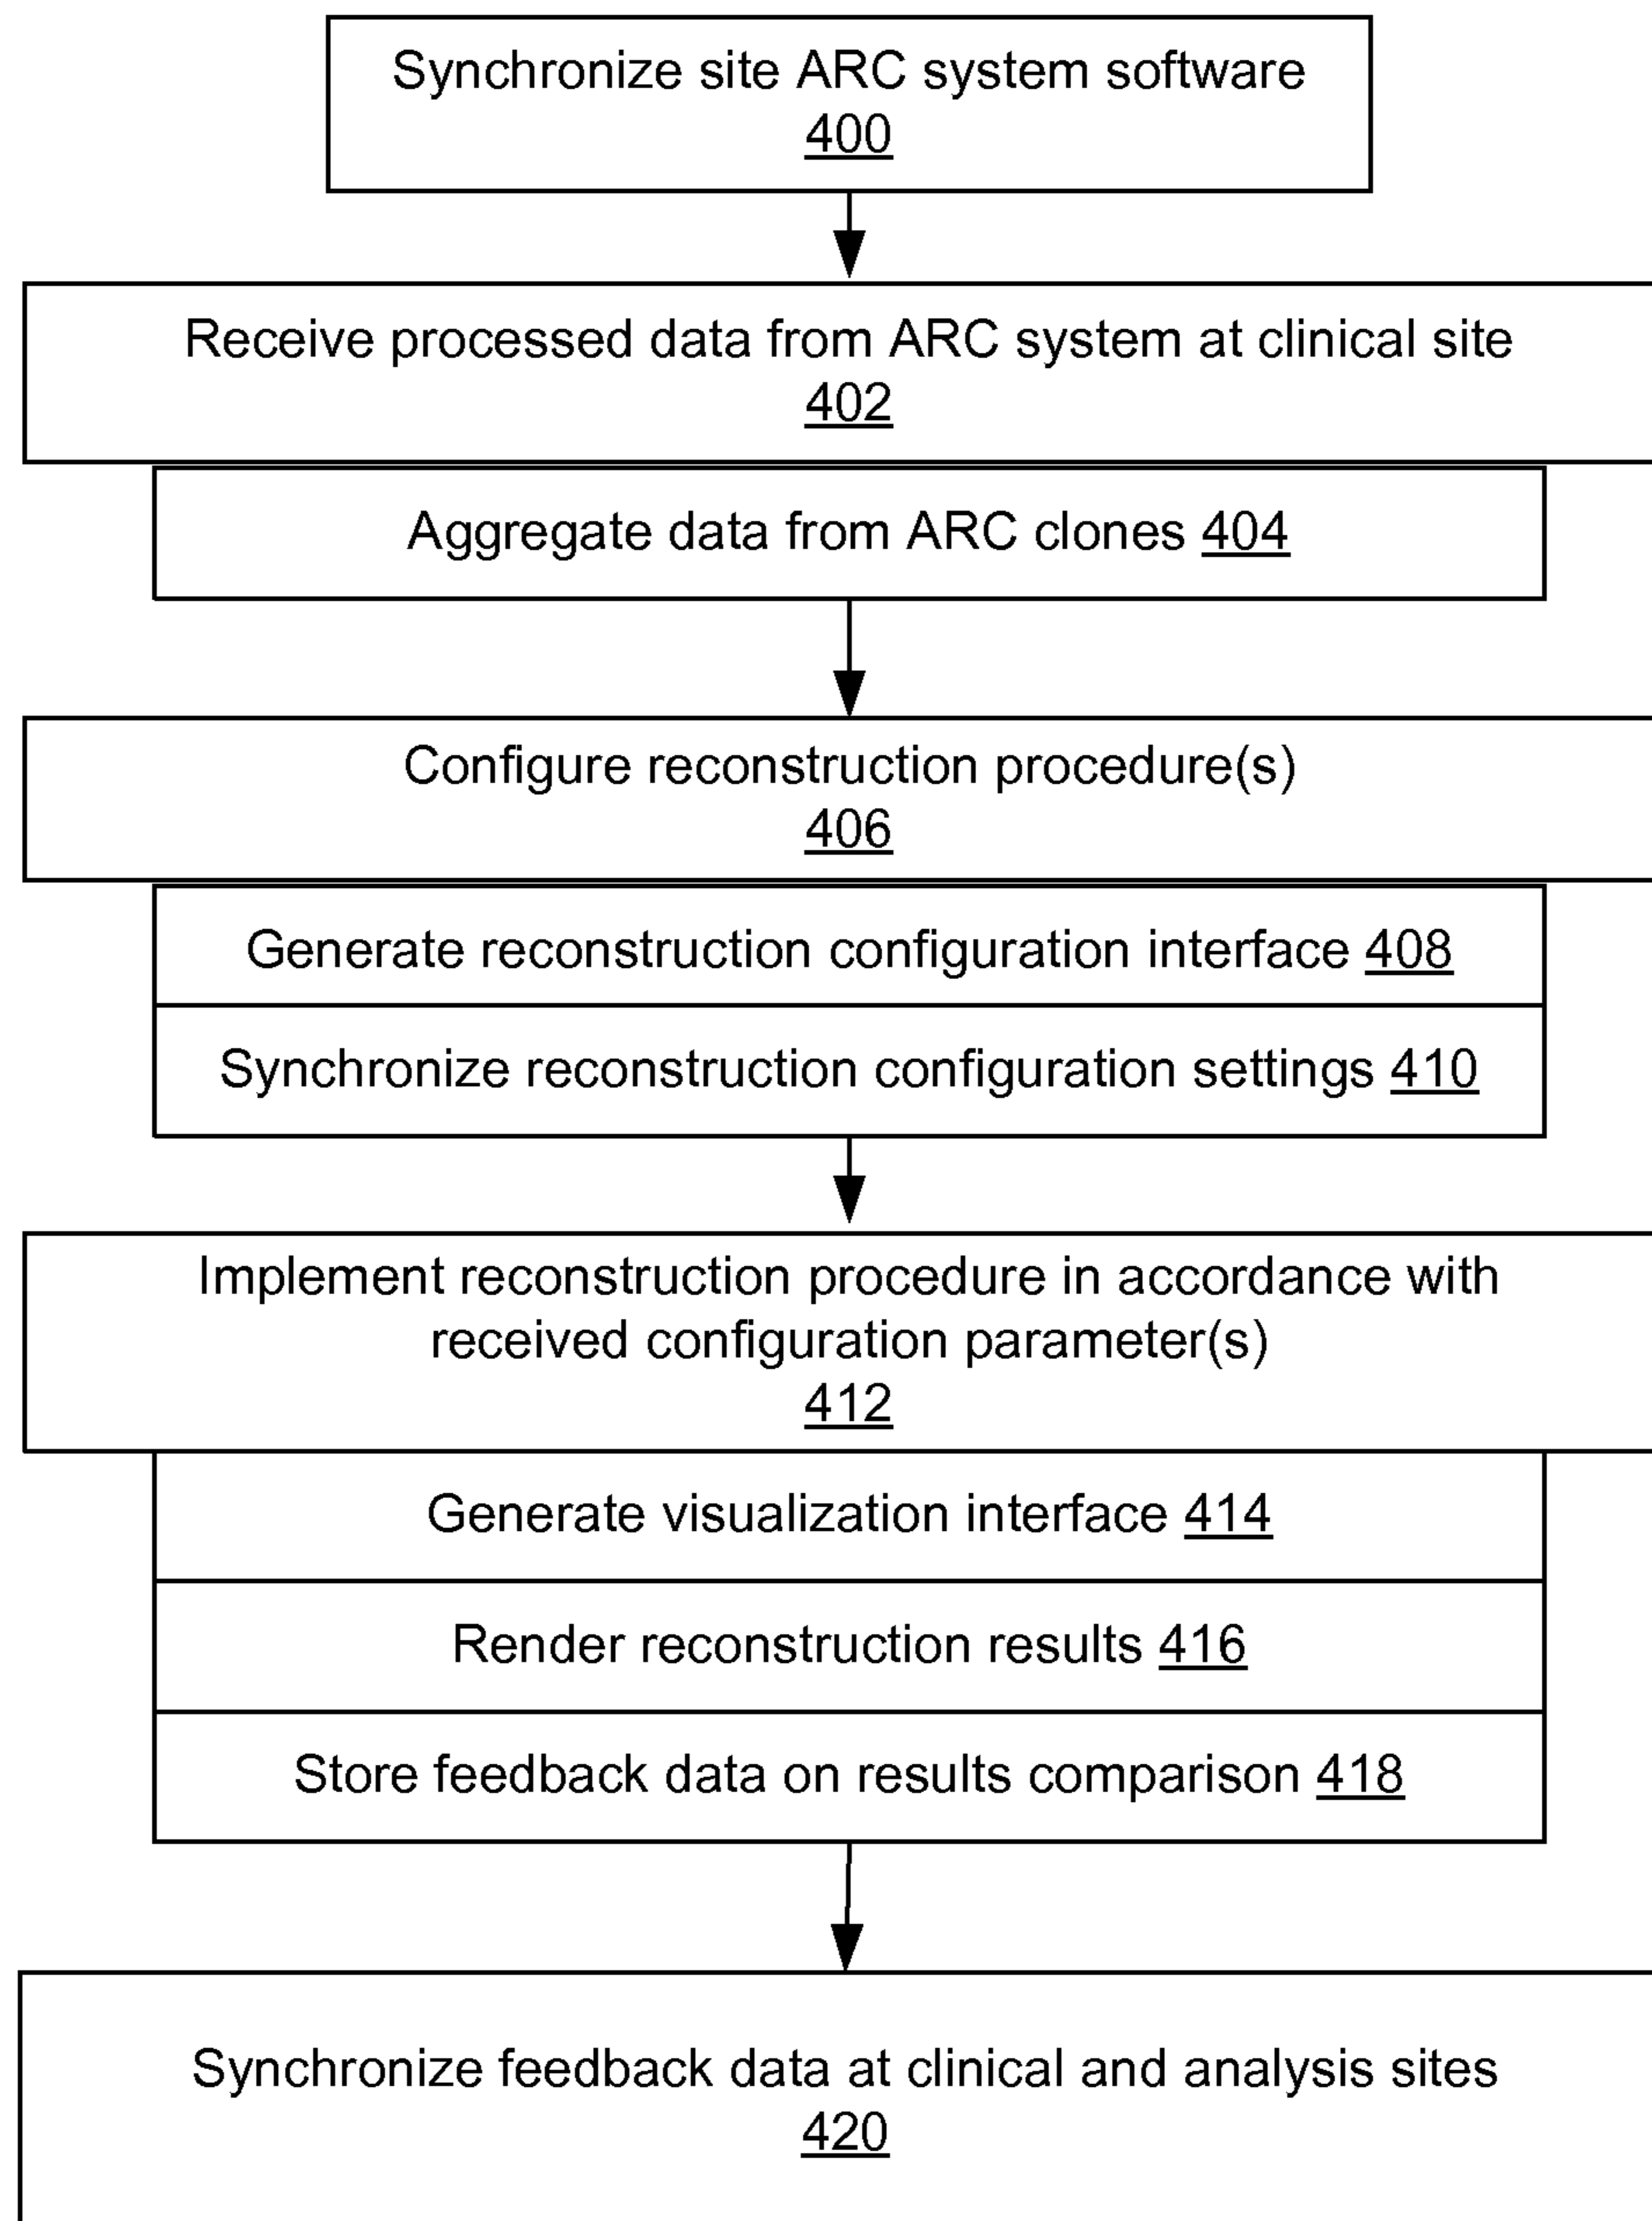 Synchronize site ARC system software
400
Receive processed data from ARC system at clinical site
402
Aggregate data from ARC clones 404
Configure reconstruction procedure(s)
406
Generate reconstruction configuration interface 408
Synchronize reconstruction configuration settings 410
Implement reconstruction procedure in accordance with
received configuration parameter(s)
412
Generate visualization interface 414
Render reconstruction results 416
Store feedback data on results comparison 418
Synchronize feedback data at clinical and analysis sites
420